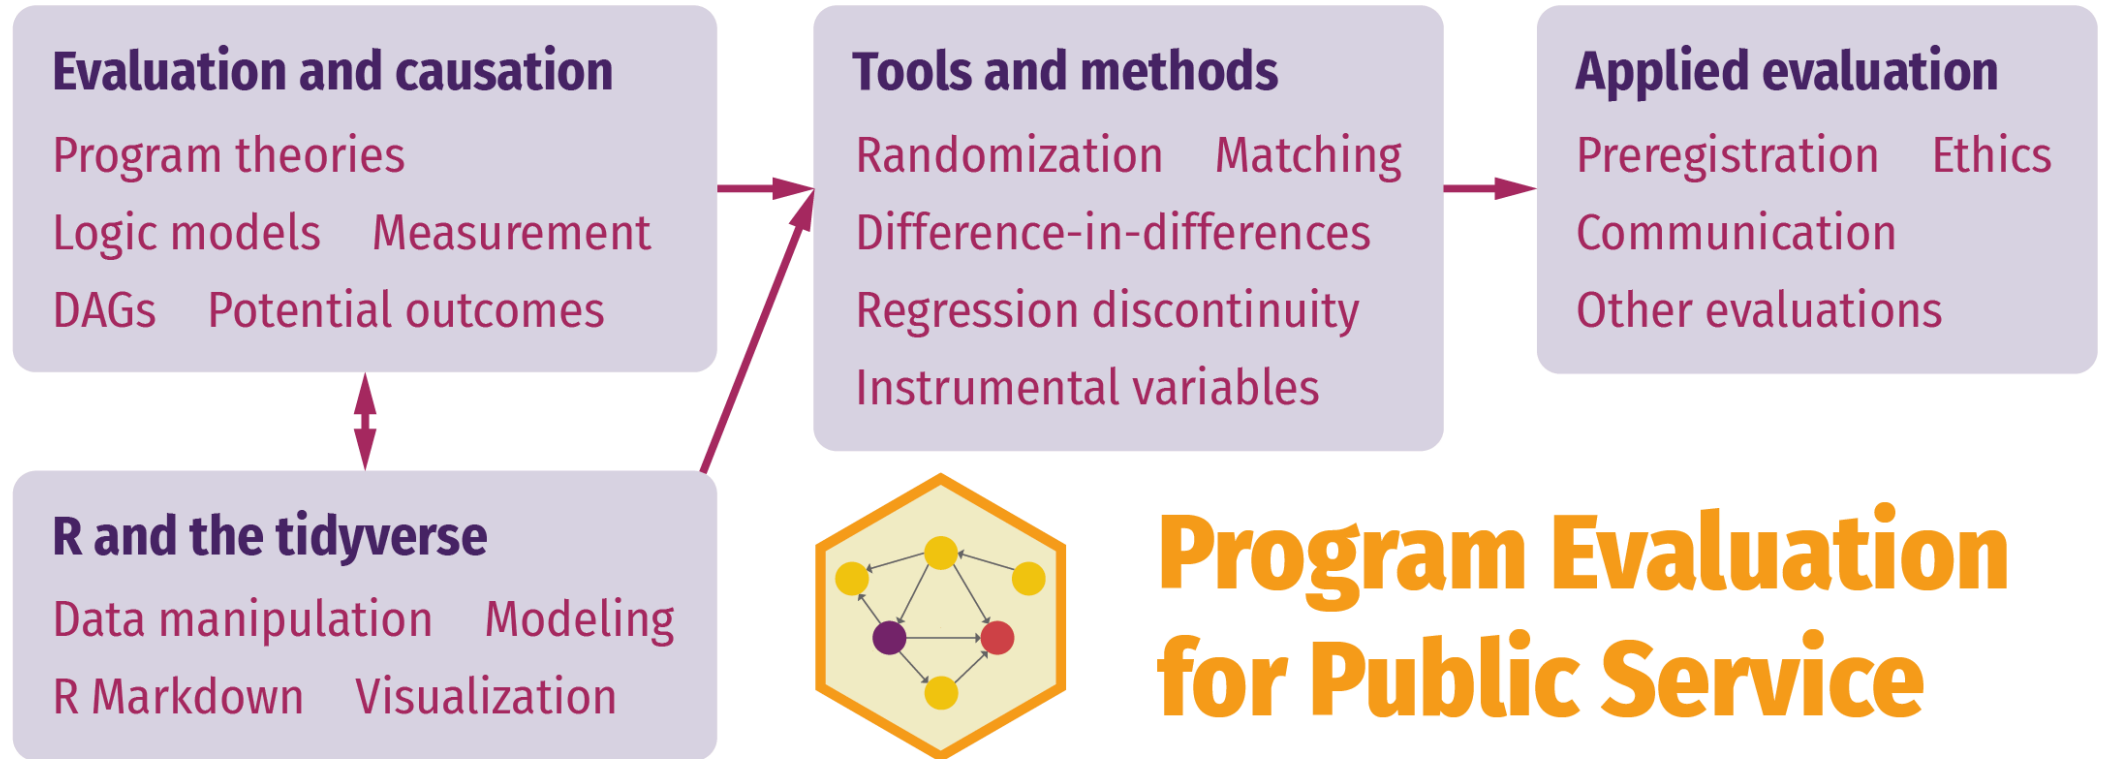 Evaluation and causation
Program theories
Logic models Measurement
DAGs Potential outcomes
R and the tidyverse
Data manipulation Modeling
R Markdown Visualization
Tools and methods
Randomization Matching
Difference-in-differences
Regression discontinuity
Instrumental variables
Applied evaluation
Preregistration Ethics
Communication
Other evaluations
Program Evaluation
for Public Service